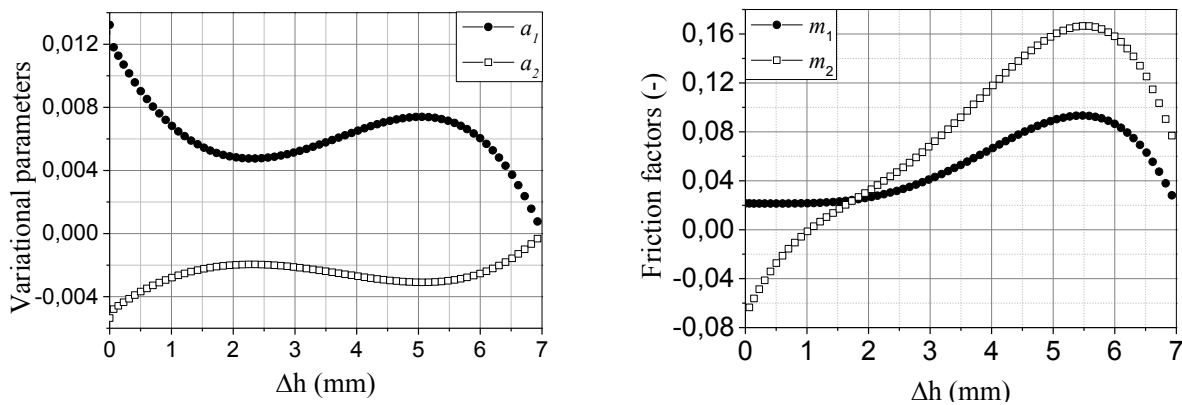 0,012
0,008
0,004
0,000
-0,004
Variational parameters
a1
a2
0 1 2 3 4 5 6 7
Δh (mm)
0,16
0,12
0,08
0,04
0,00
-0,04
-0,08
Friction factors (-)
m1
m2
0 1 2 3 4 5 6 7
Δh (mm)